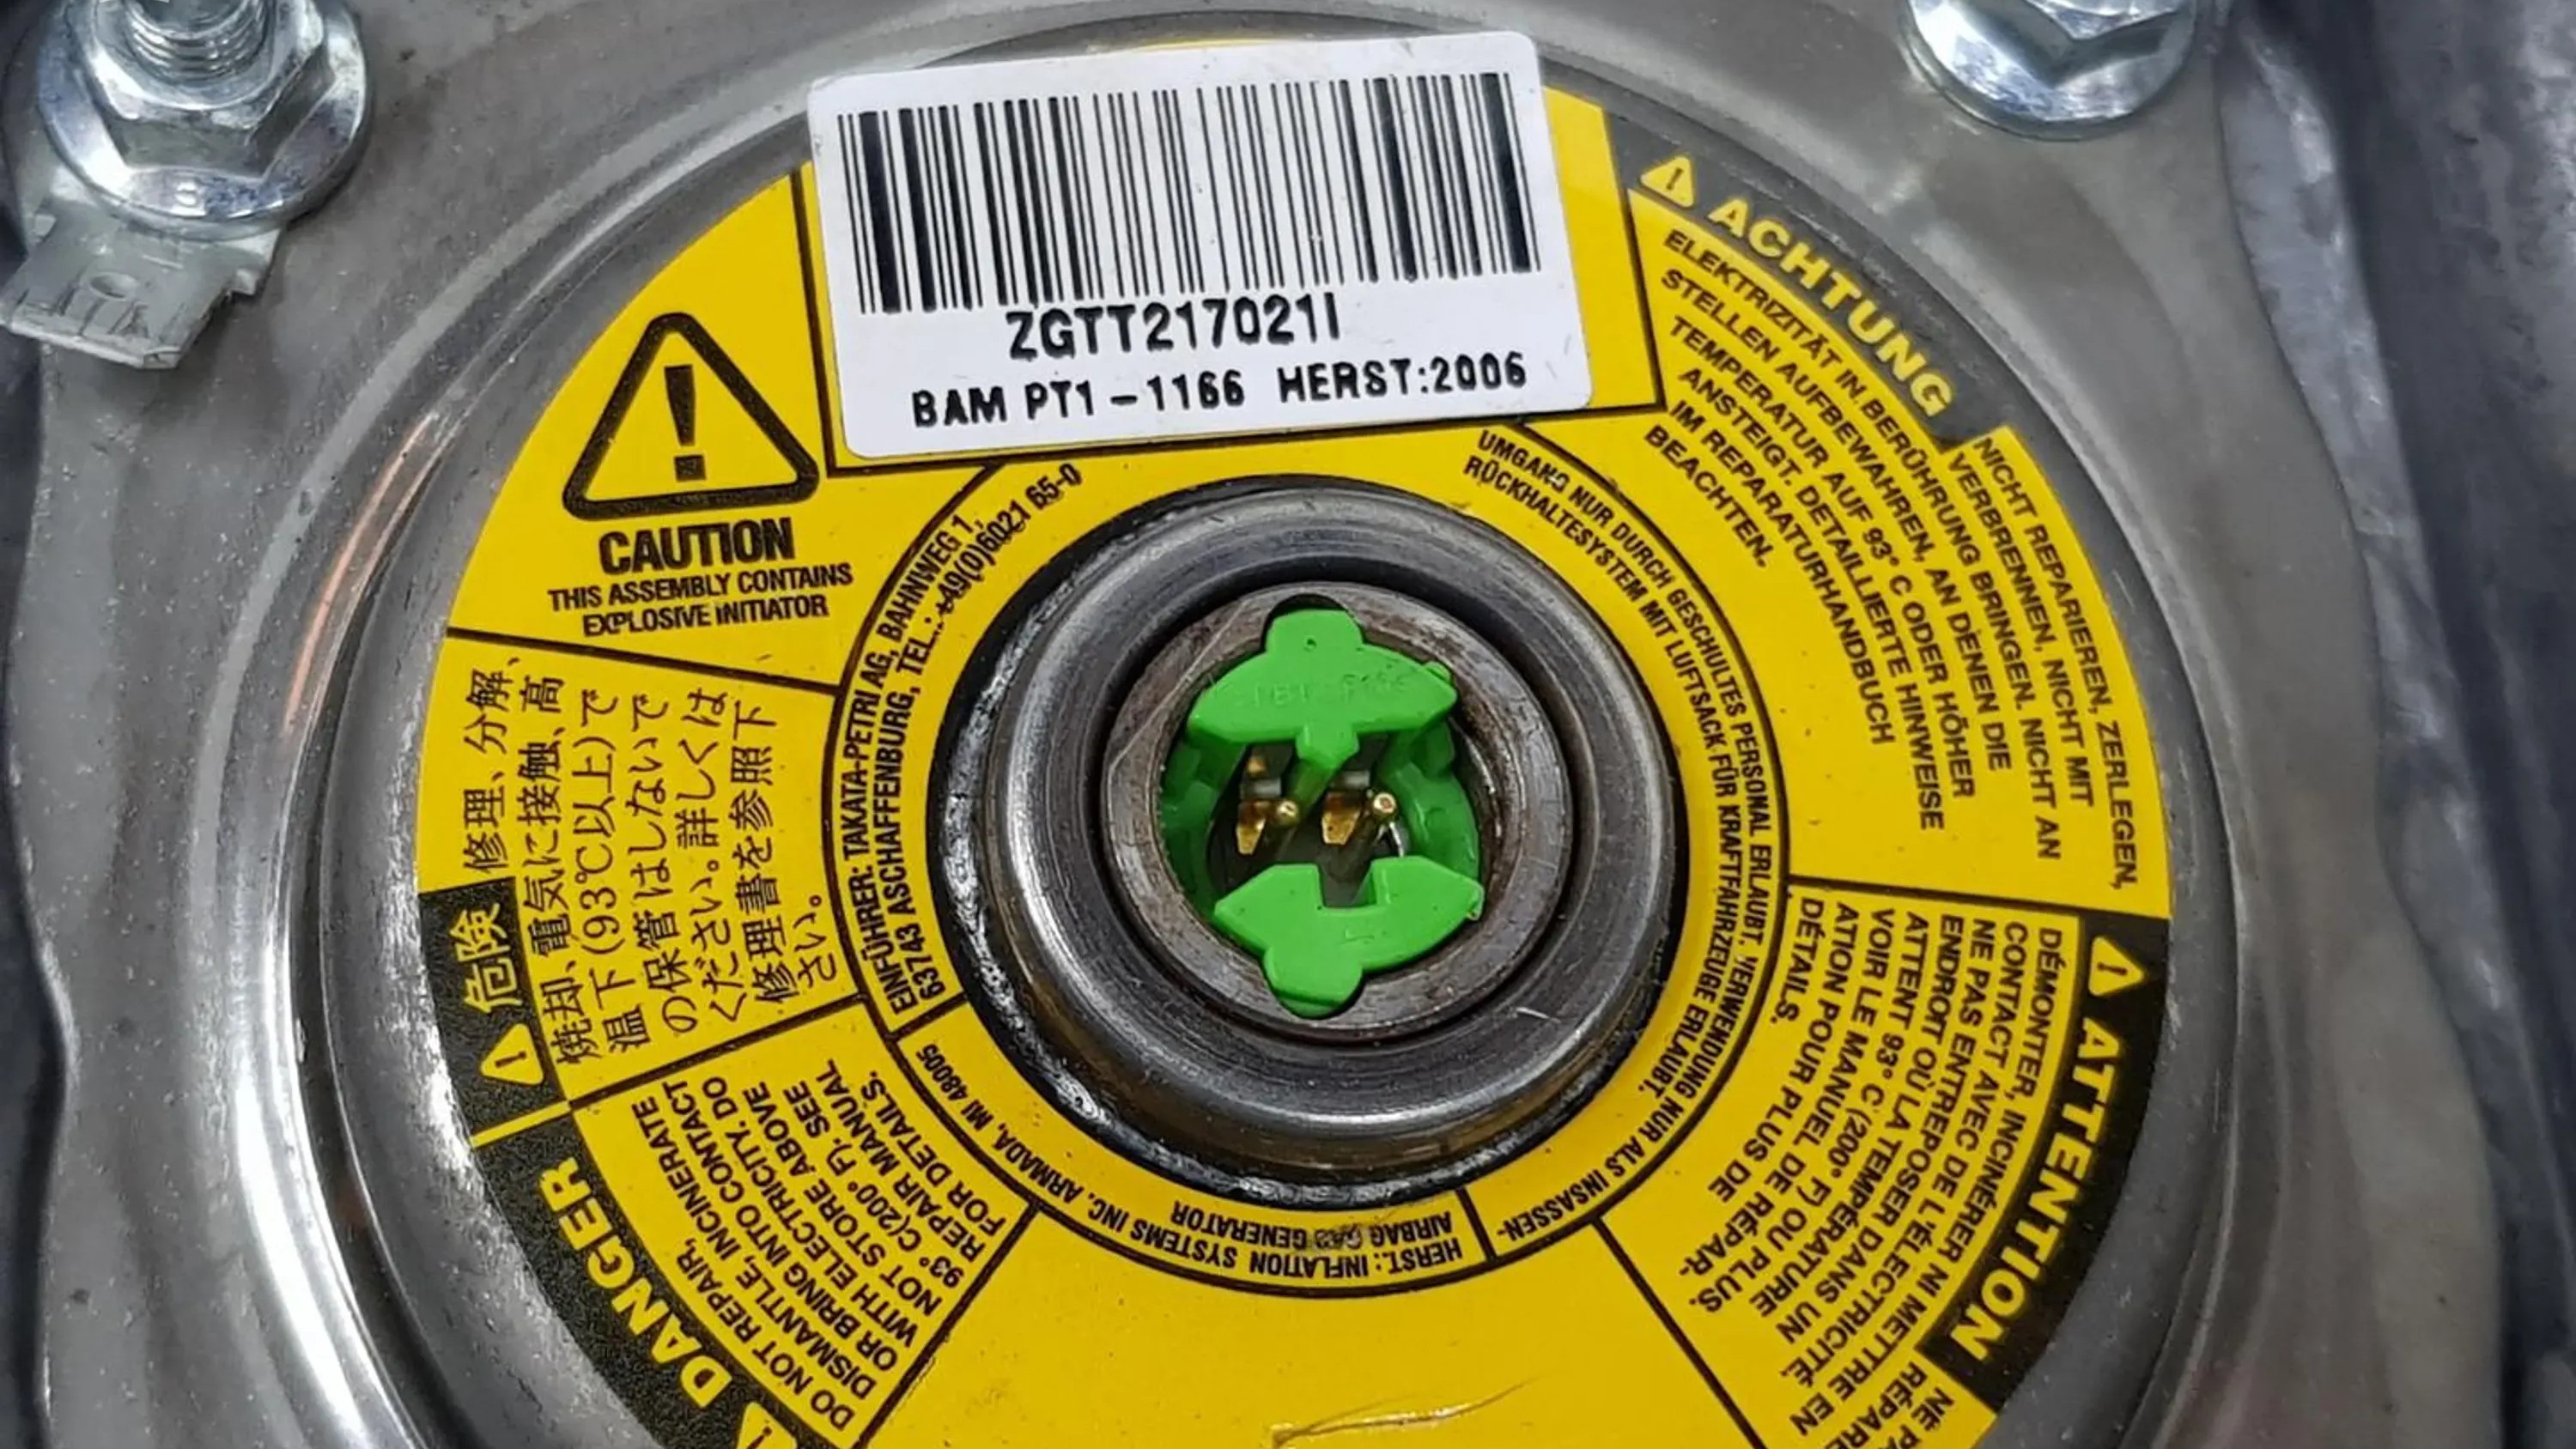 ZGTT217021I
BAM PT1-1166 HERST:2006
CAUTION
THIS ASSEMBLY CONTAINS
EXPLOSIVE INITIATOR
ACHTUNG
NICHT REPARIEREN, ZERLEGEN,
VERBRENNEN, NICHT MIT
ELEKTRIZITÄT IN BERÜHRUNG BRINGEN. NICHT AN
STELLEN AUFBEWAHREN, AN DENEN DIE
TEMPERATUR AUF 93° C ODER HÖHER
ANSTEIGT. DETAILLIERTE HINWEISE
IM REPARATURHANDBUCH
BEACHTEN.
ATTENTION
NE PA
RÉPARE
DÉMONTER, INCINÉRER NI METTRE EN
CONTACT AVEC DE L'ÉLECTRICITÉ.
NE PAS ENTREPOSER DANS UN
ENDROIT OÙ LA TEMPÉRATURE
ATTENT 93° C (200° F) OU PLUS.
VOIR LE MANUEL DE RÉPAR-
ATION POUR PLUS DE
DÉTAILS.
DANGER
DO NOT REPAIR,
DISMANTLE, INCINERATE
OR BRING INTO CONTACT
WITH ELECTRICITY. DO
NOT STORE ABOVE
93° C(200° F). SEE
REPAIR MANUAL
FOR DETAILS.
危険
修理、分解、
焼却、電気に接触、高
温下(93℃以上)で
の保管はしないで
ください。詳しくは
修理書を参照下
さい。
EINFÜHRER: TAKATA-PETRI AG, BAHNWEG 1,
63743 ASCHAFFENBURG, TEL.: +49(0)6021 65-0
UMGANG NUR DURCH GESCHULTES PERSONAL ERLAUBT. VERWENDUNG NUR ALS INSASSEN-
RÜCKHALTESYSTEM MIT LUFTSACK FÜR KRAFTFAHRZEUGE ERLAUBT.
HERST.: INFLATION SYSTEMS INC. ARMADA, MI 48005
AIRBAG GAS GENERATOR